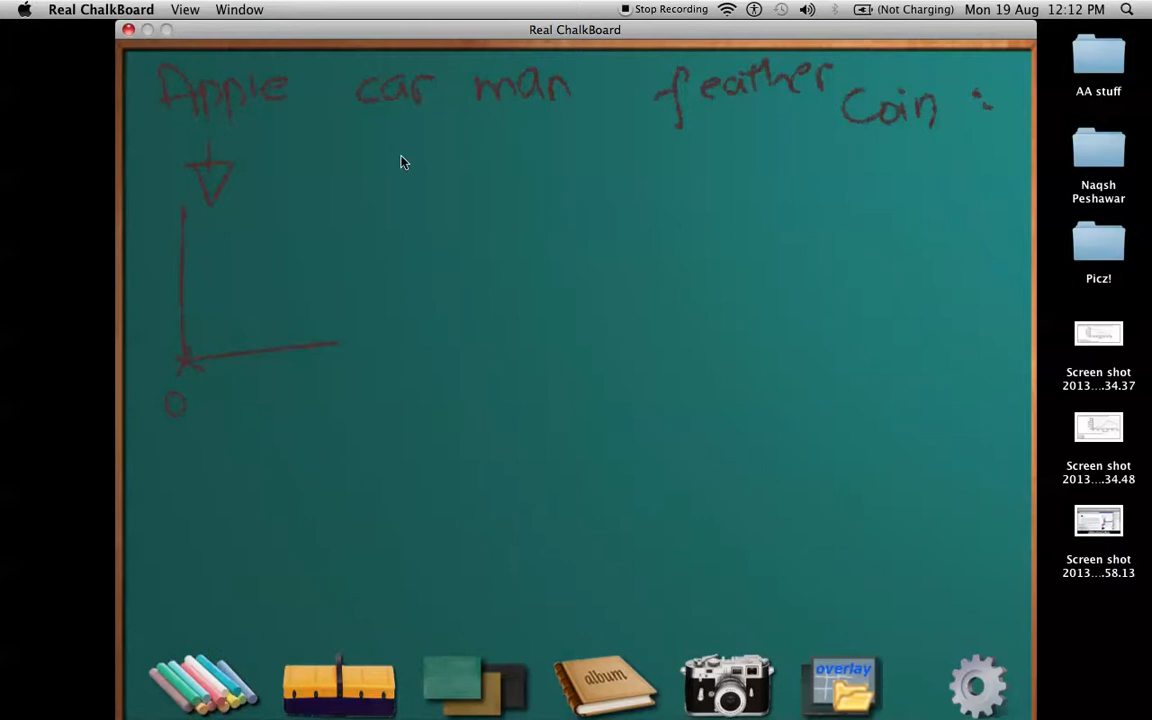 Real ChalkBoard View Window Stop Recording (Not Charging) Mon 19 Aug 12:12 PM
Real ChalkBoard
Apple car man feather Coin :
0
AA stuff
Naqsh
Peshawar
Picz!
Screen shot
2013....34.37
Screen shot
2013....34.48
Screen shot
2013....58.13
album
overlay